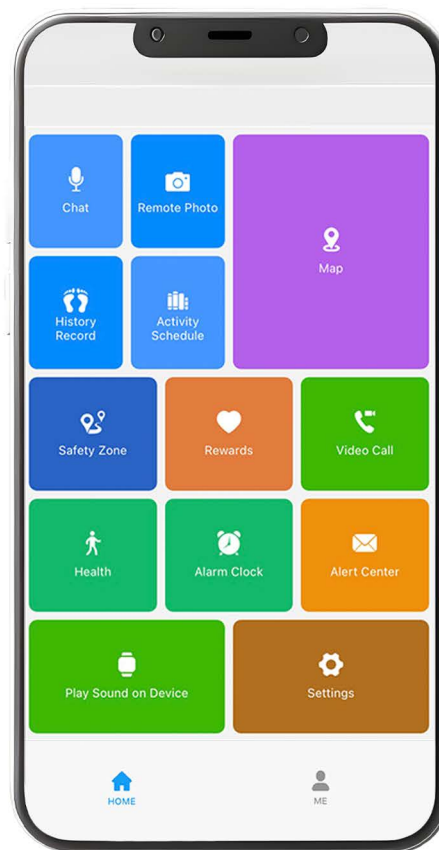 Chat
Remote Photo
Map
History
Record
Activity
Schedule
Safety Zone
Rewards
Video Call
Health
Alarm Clock
Alert Center
Play Sound on Device
Settings
HOME
ME